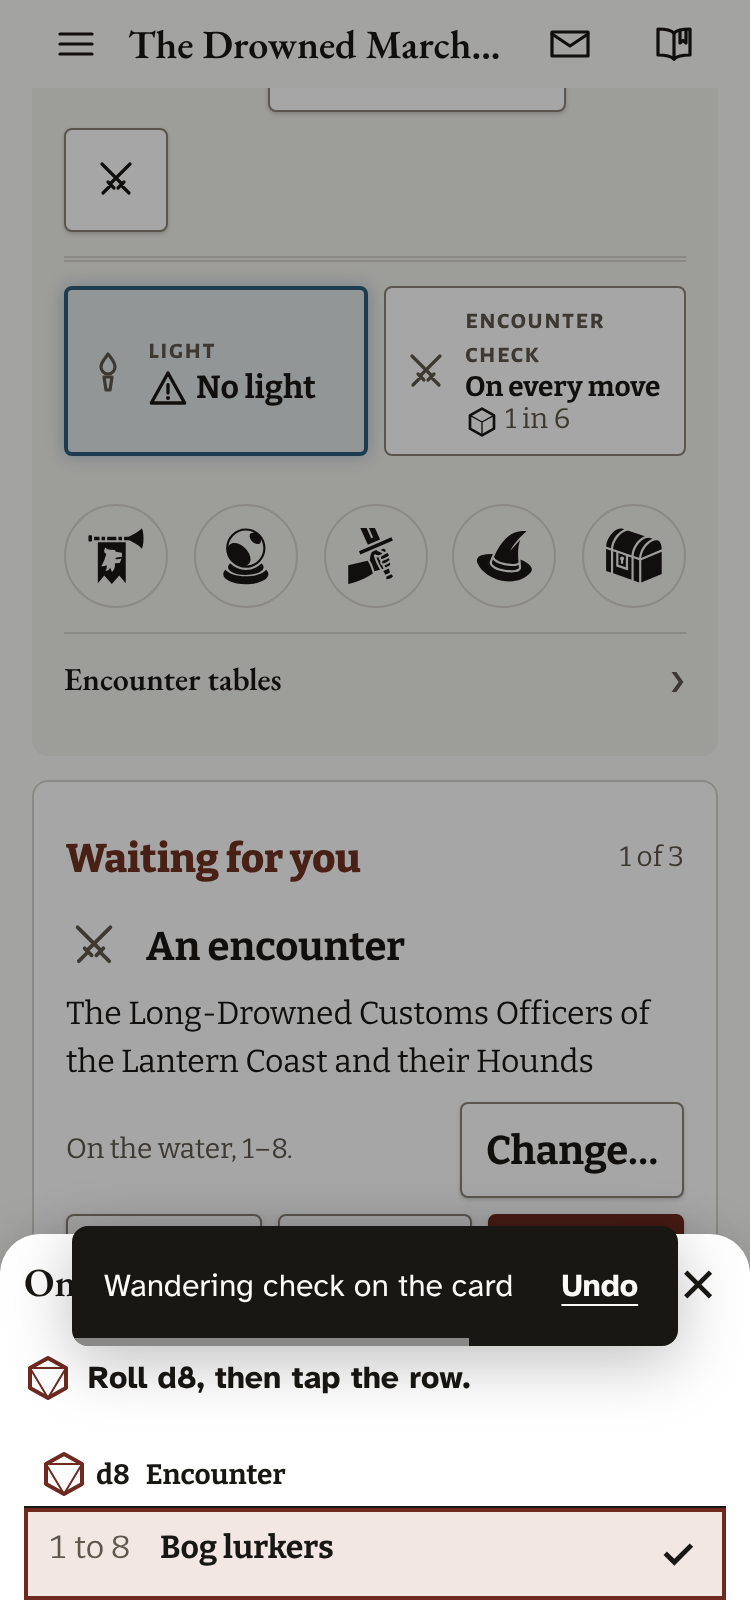 The Drowned March...
LIGHT
No light
ENCOUNTER
CHECK
On every move
1 in 6
Encounter tables
Waiting for you
1 of 3
An encounter
The Long-Drowned Customs Officers of
the Lantern Coast and their Hounds
On the water, 1–8.
Change...
Wandering check on the card
Undo
Roll d8, then tap the row.
d8 Encounter
1 to 8 Bog lurkers